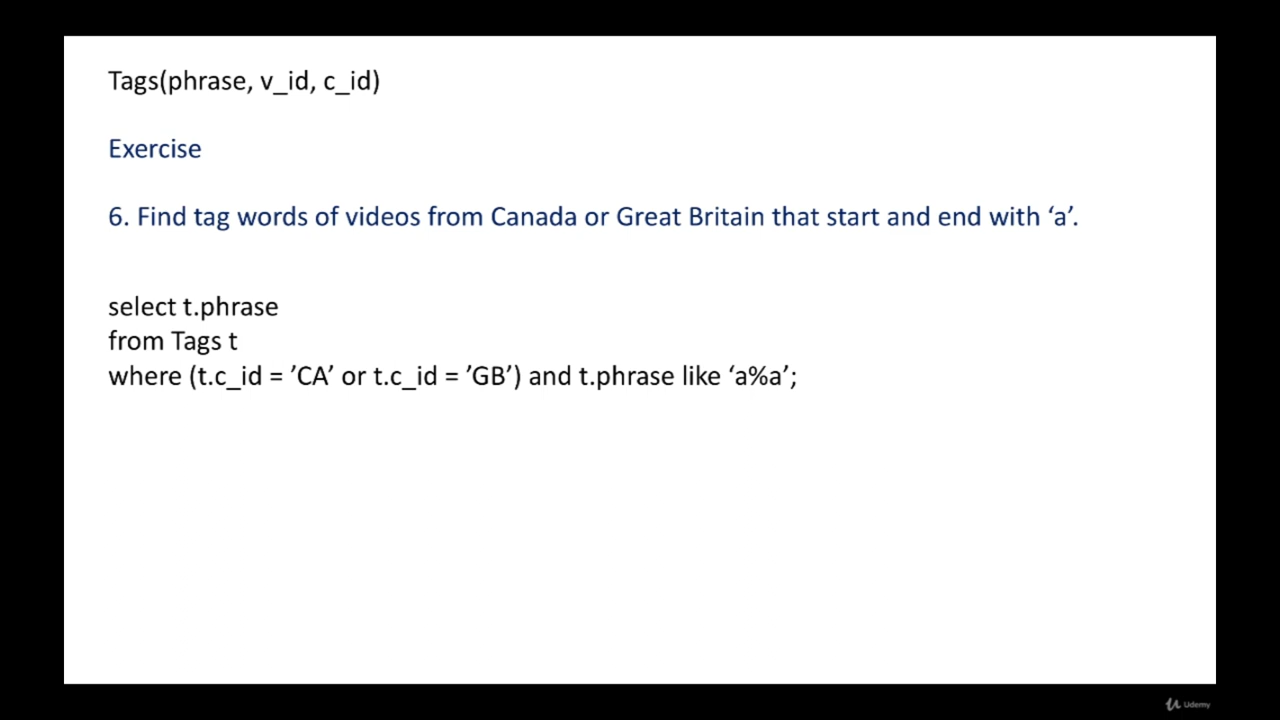 Tags(phrase, v_id, c_id)
Exercise
6. Find tag words of videos from Canada or Great Britain that start and end with ‘a’.
select t.phrase
from Tags t
where (t.c_id = ’CA’ or t.c_id = ’GB’) and t.phrase like ‘a%a’;
Udemy